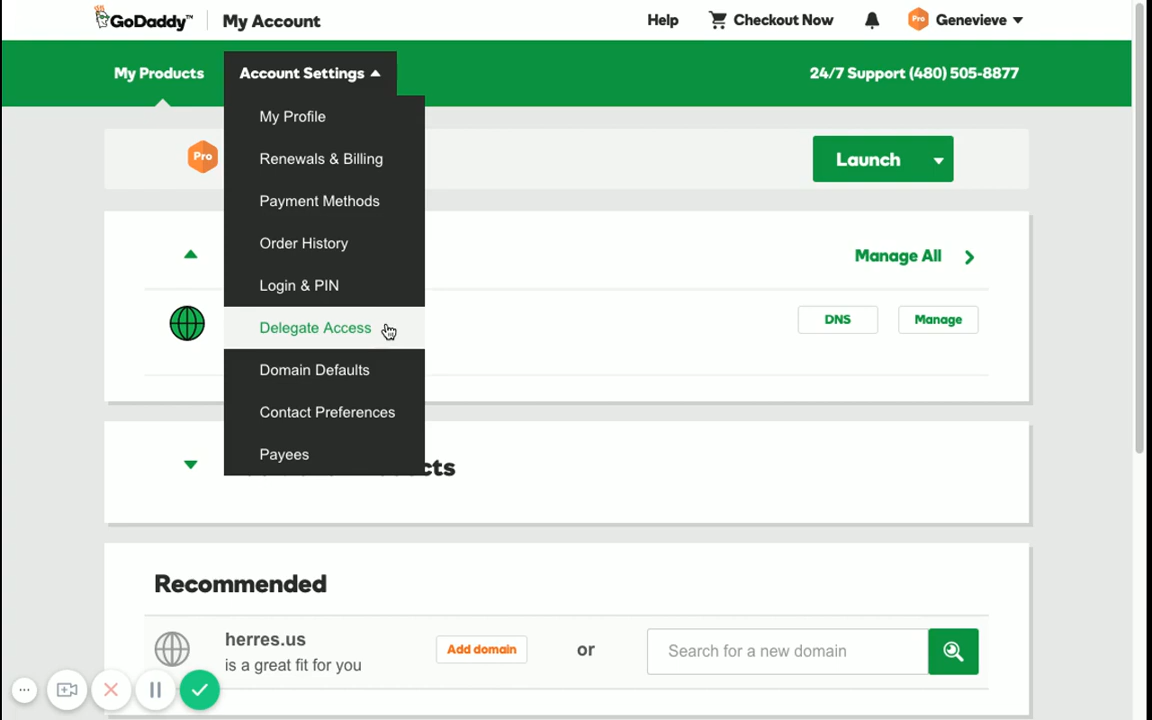 GoDaddy™
My Account
Help
Checkout Now
Pro
Genevieve
My Products
Account Settings
24/7 Support (480) 505-8877
My Profile
Renewals & Billing
Payment Methods
Order History
Login & PIN
Delegate Access
Domain Defaults
Contact Preferences
Payees
Pro
Launch
Manage All
DNS
Manage
Recommended
herres.us
is a great fit for you
Add domain
or
Search for a new domain